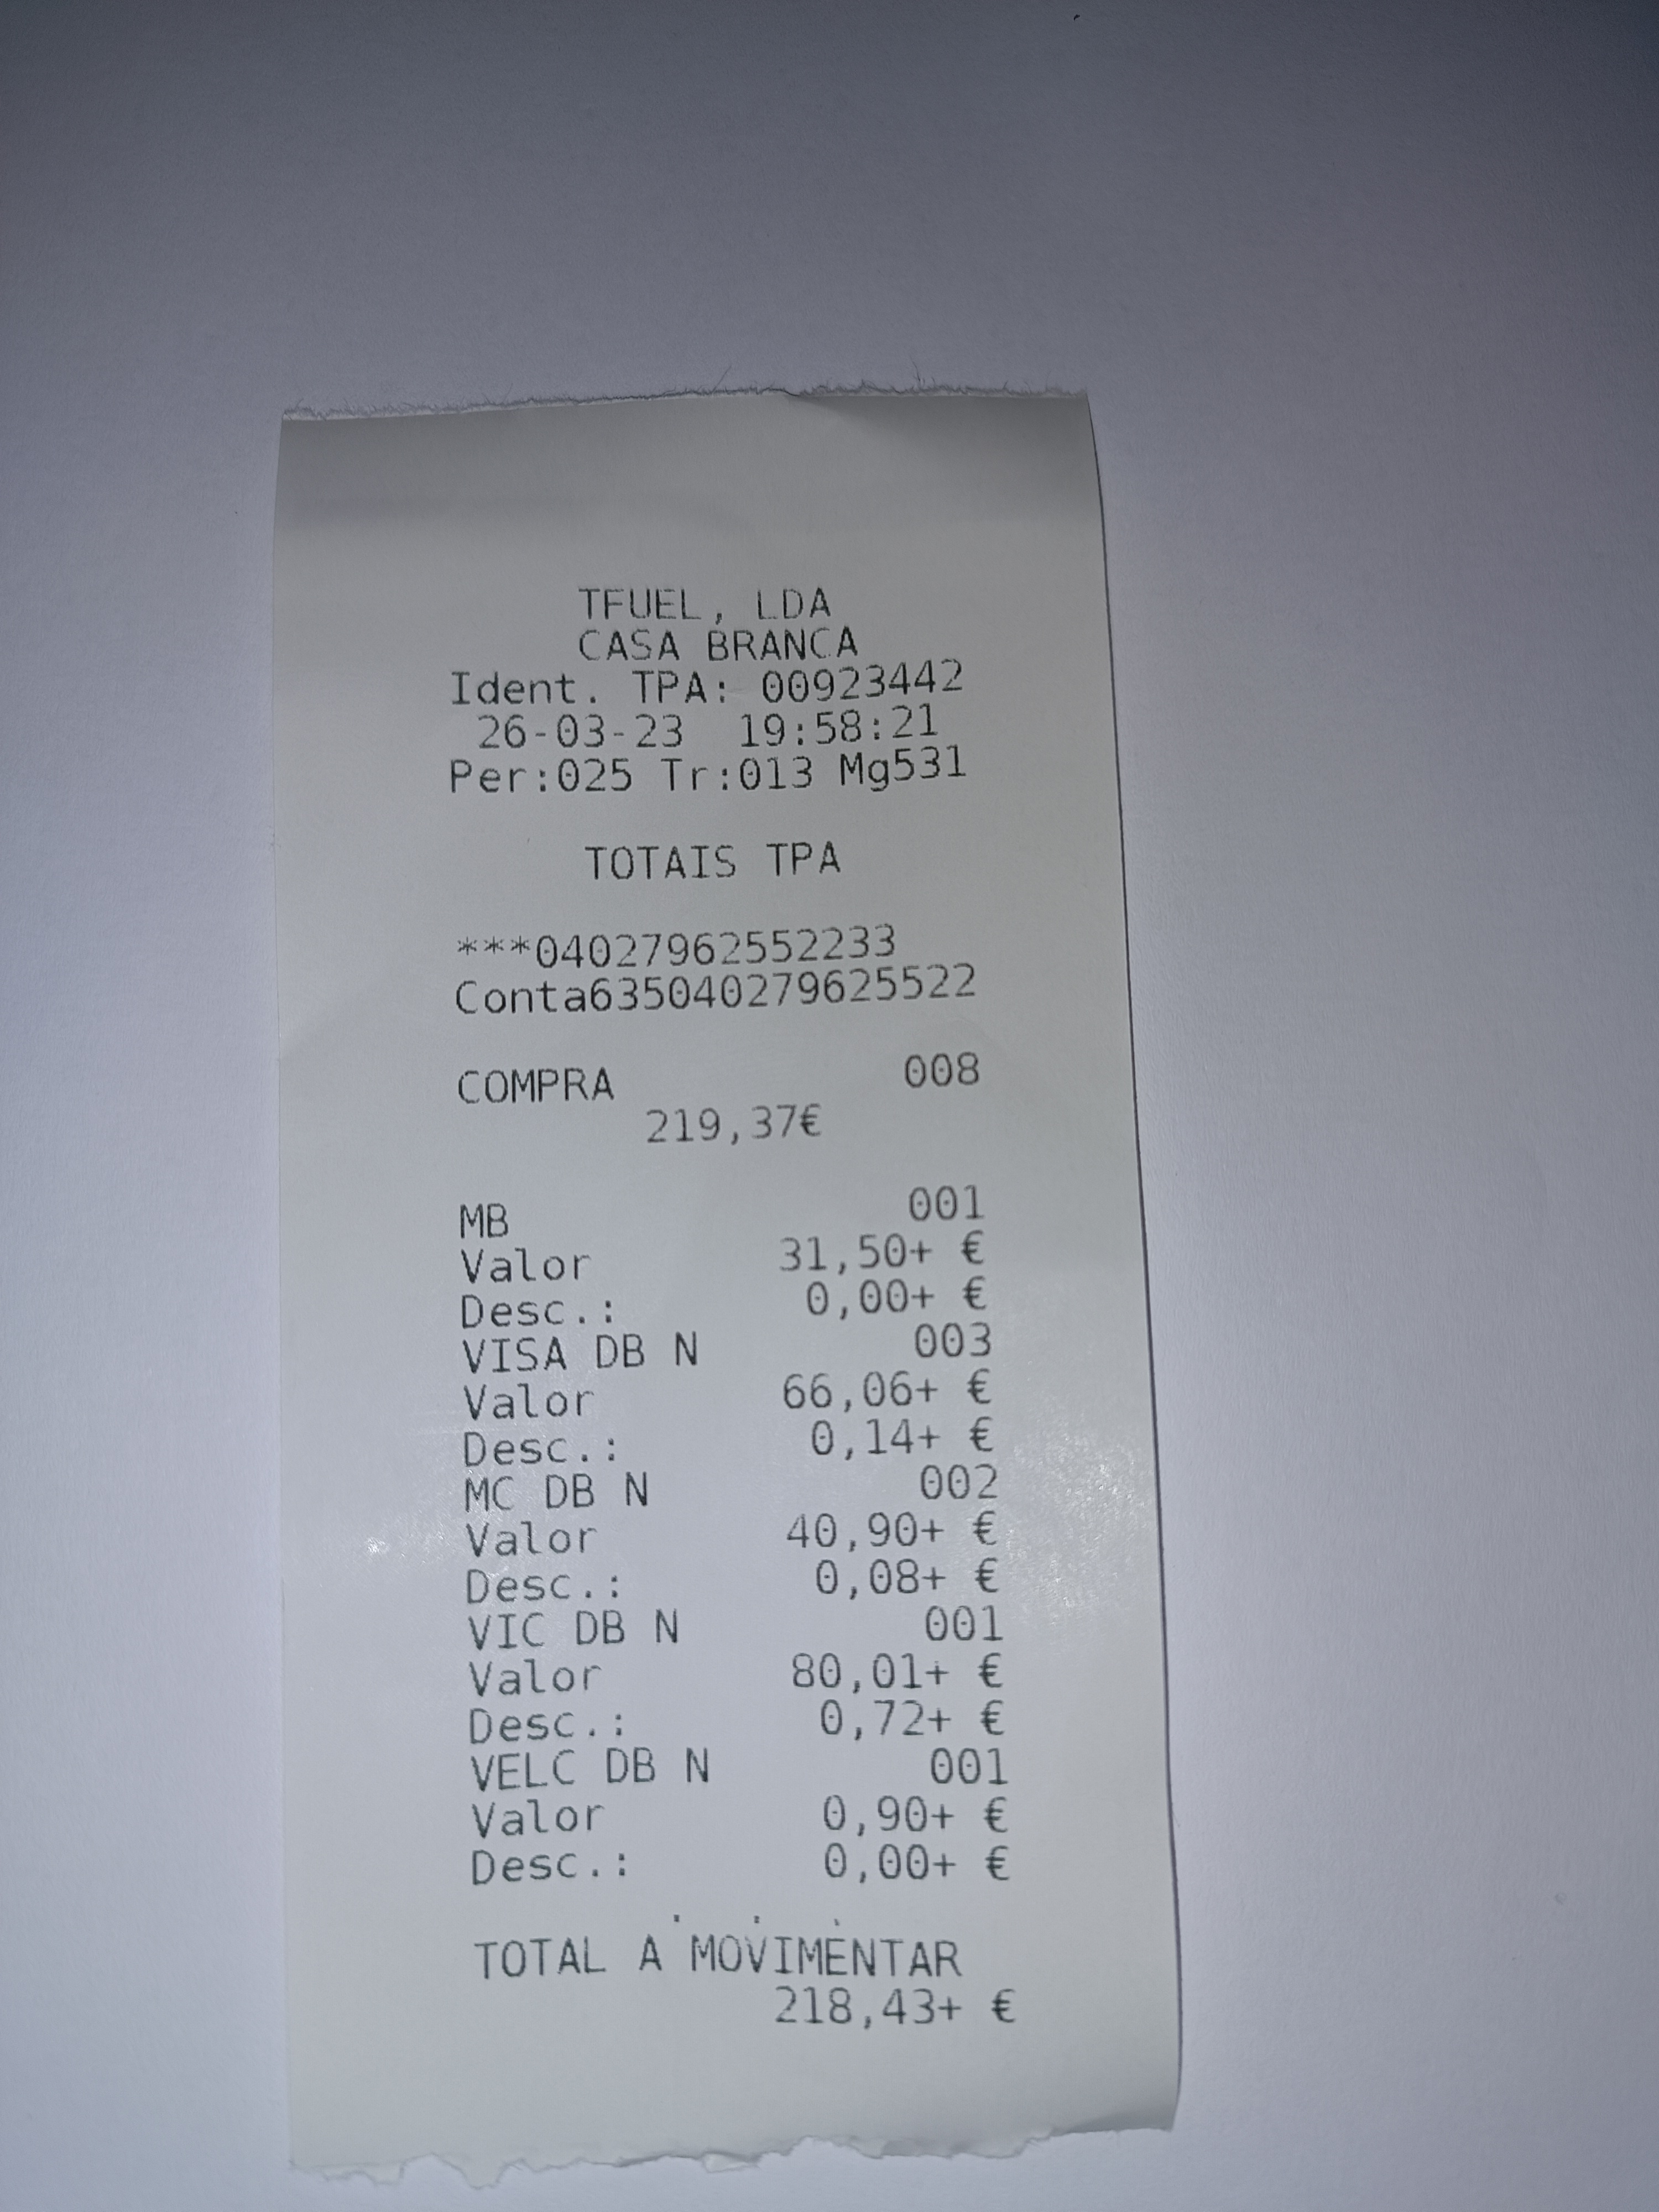 TFUEL, LDA
CASA BRANCA
Ident. TPA: 00923442
26-03-23 19:58:21
Per:025 Tr:013 Mg531
TOTAIS TPA
***04027962552233
Conta635040279625522
COMPRA 008
219,37€
MB 001
Valor 31,50+ €
Desc.: 0,00+ €
VISA DB N 003
Valor 66,06+ €
Desc.: 0,14+ €
MC DB N 002
Valor 40,90+ €
Desc.: 0,08+ €
VIC DB N 001
Valor 80,01+ €
Desc.: 0,72+ €
VELC DB N 001
Valor 0,90+ €
Desc.: 0,00+ €
TOTAL A MOVIMENTAR
218,43+ €